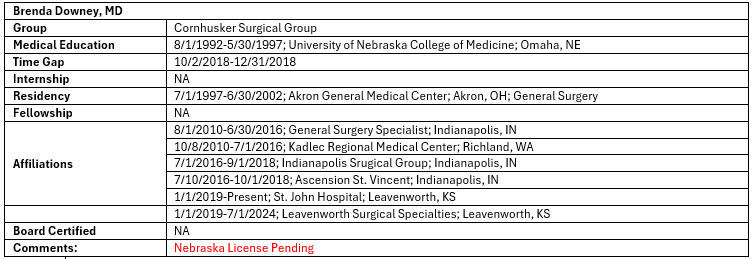 Brenda Downey, MD
Group Cornhusker Surgical Group
Medical Education 8/1/1992-5/30/1997; University of Nebraska College of Medicine; Omaha, NE
Time Gap 10/2/2018-12/31/2018
Internship NA
Residency 7/1/1997-6/30/2002; Akron General Medical Center; Akron, OH; General Surgery
Fellowship NA
Affiliations 8/1/2010-6/30/2016; General Surgery Specialist; Indianapolis, IN
10/8/2010-7/1/2016; Kadlec Regional Medical Center; Richland, WA
7/1/2016-9/1/2018; Indianapolis Srugical Group; Indianapolis, IN
7/10/2016-10/1/2018; Ascension St. Vincent; Indianapolis, IN
1/1/2019-Present; St. John Hospital; Leavenworth, KS
1/1/2019-7/1/2024; Leavenworth Surgical Specialties; Leavenworth, KS
Board Certified NA
Comments: Nebraska License Pending